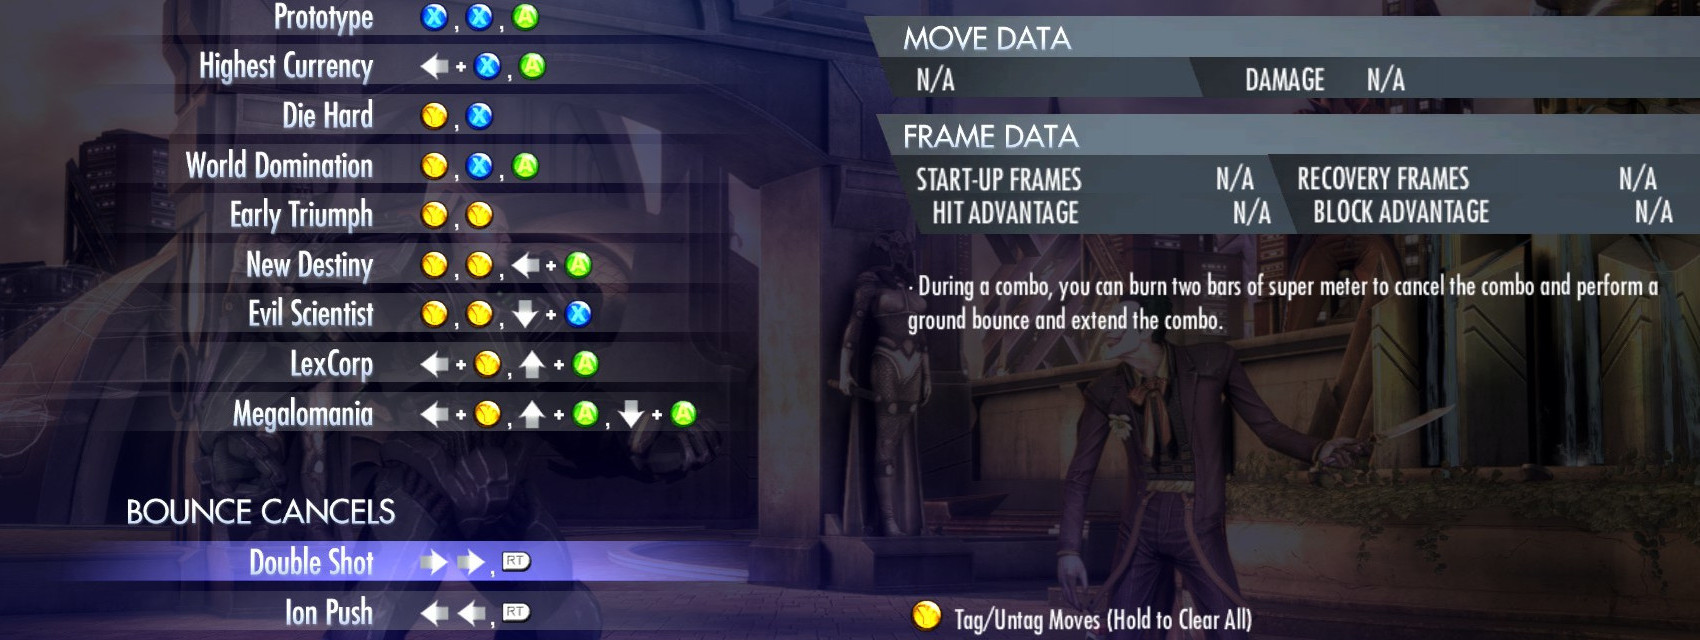 Prototype X , X , A
Highest Currency + X , A
Die Hard Y , X
World Domination Y , X , A
Early Triumph Y , Y
New Destiny Y , Y , + A
Evil Scientist Y , Y , + X
LexCorp + Y , + A
Megalomania + Y , + A , + A
BOUNCE CANCELS
Double Shot , RT
Ion Push , RT
MOVE DATA
N/A DAMAGE N/A
FRAME DATA
START-UP FRAMES N/A RECOVERY FRAMES N/A
HIT ADVANTAGE N/A BLOCK ADVANTAGE N/A
· During a combo, you can burn two bars of super meter to cancel the combo and perform a
ground bounce and extend the combo.
Y Tag/Untag Moves (Hold to Clear All)